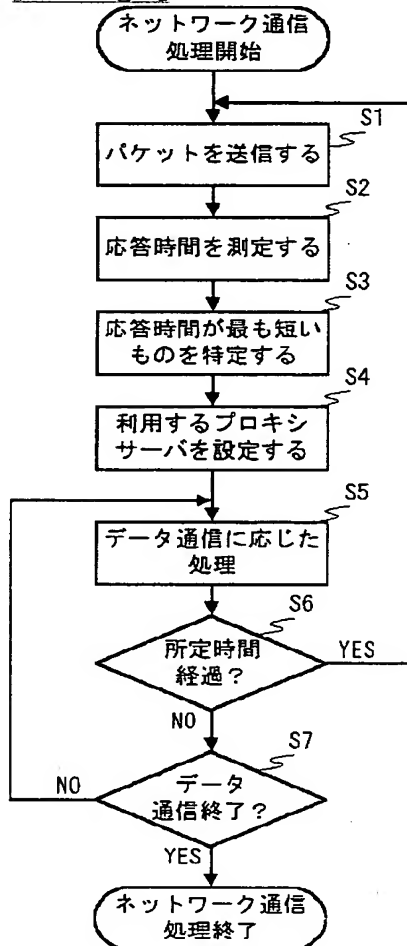 ネットワーク通信
処理開始
S1
パケットを送信する
S2
応答時間を測定する
S3
応答時間が最も短い
ものを特定する
S4
利用するプロキシ
サーバを設定する
S5
データ通信に応じた
処理
S6
所定時間
経過?
YES
NO
S7
データ
通信終了?
NO
YES
ネットワーク通信
処理終了